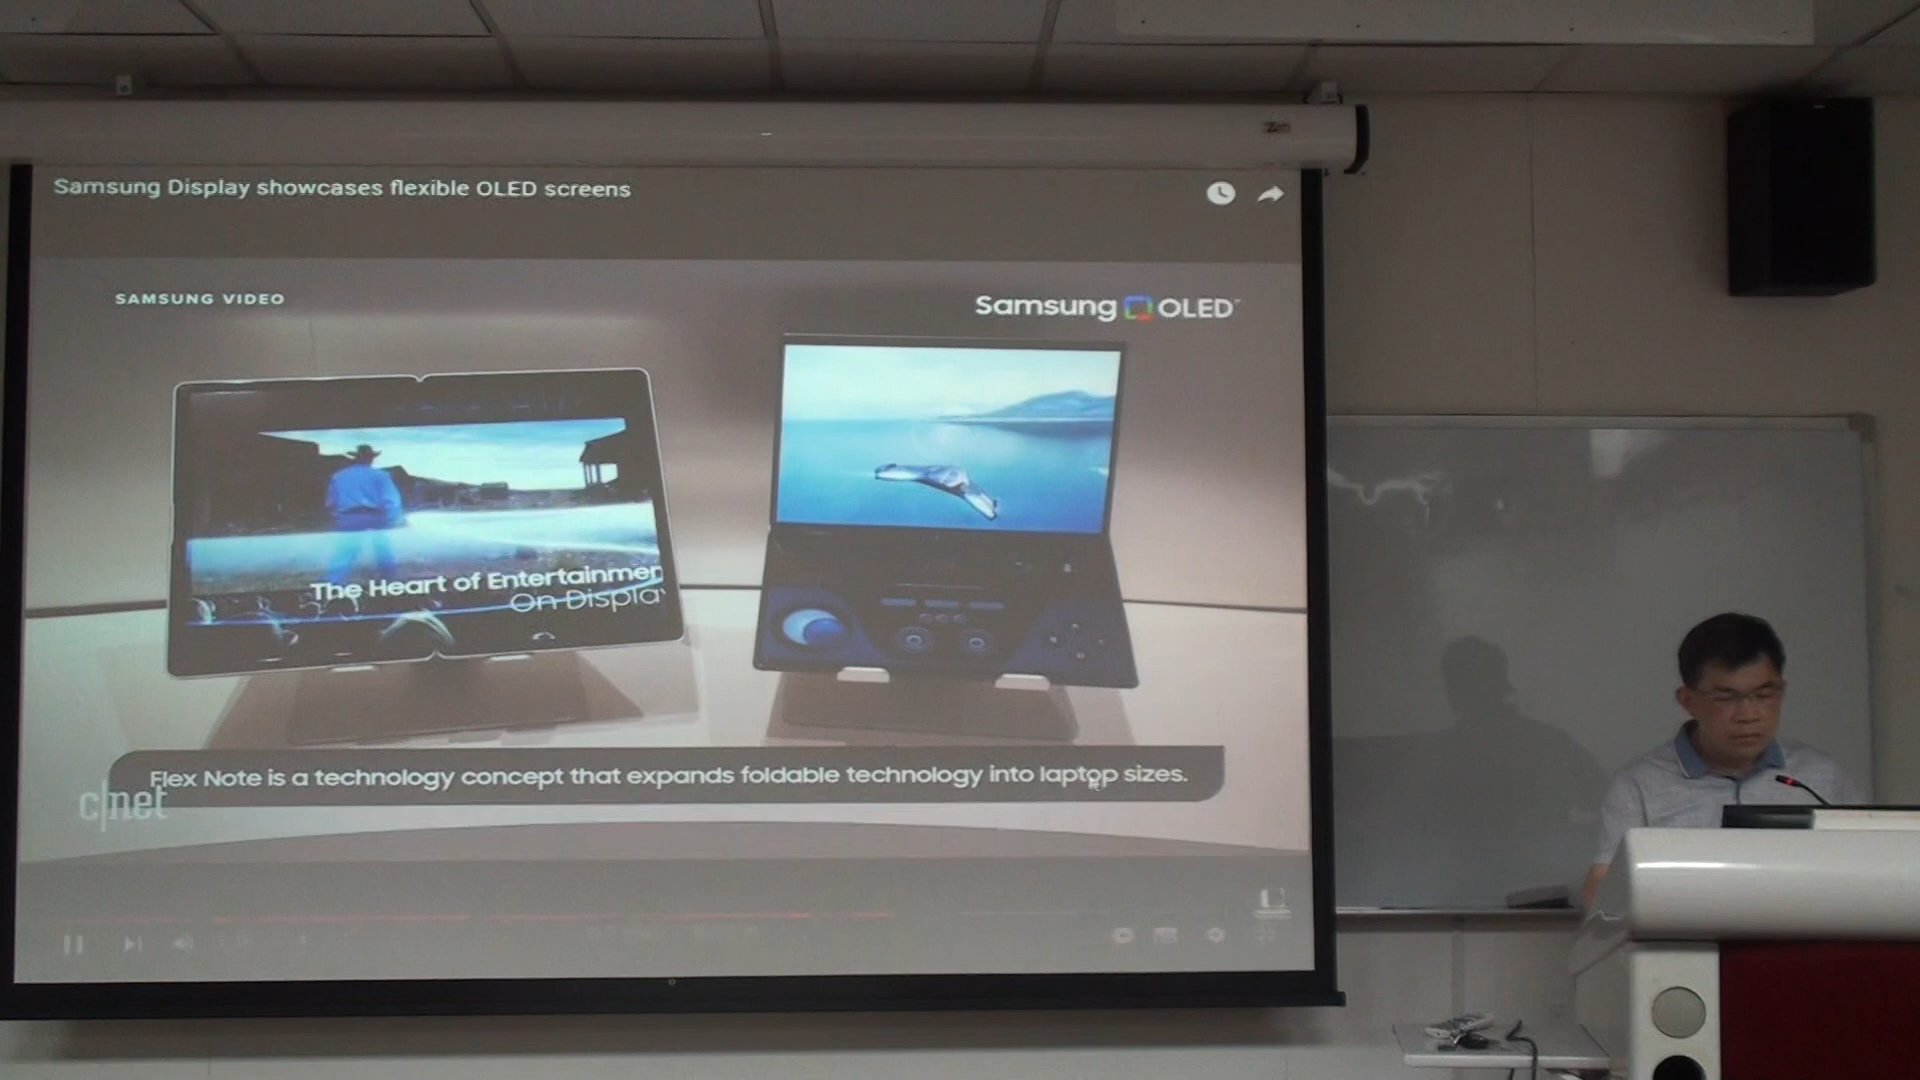 Samsung Display showcases flexible OLED screens
SAMSUNG VIDEO
Samsung OLED
The Heart of Entertainmen
On Display
Flex Note is a technology concept that expands foldable technology into laptop sizes.
c|net